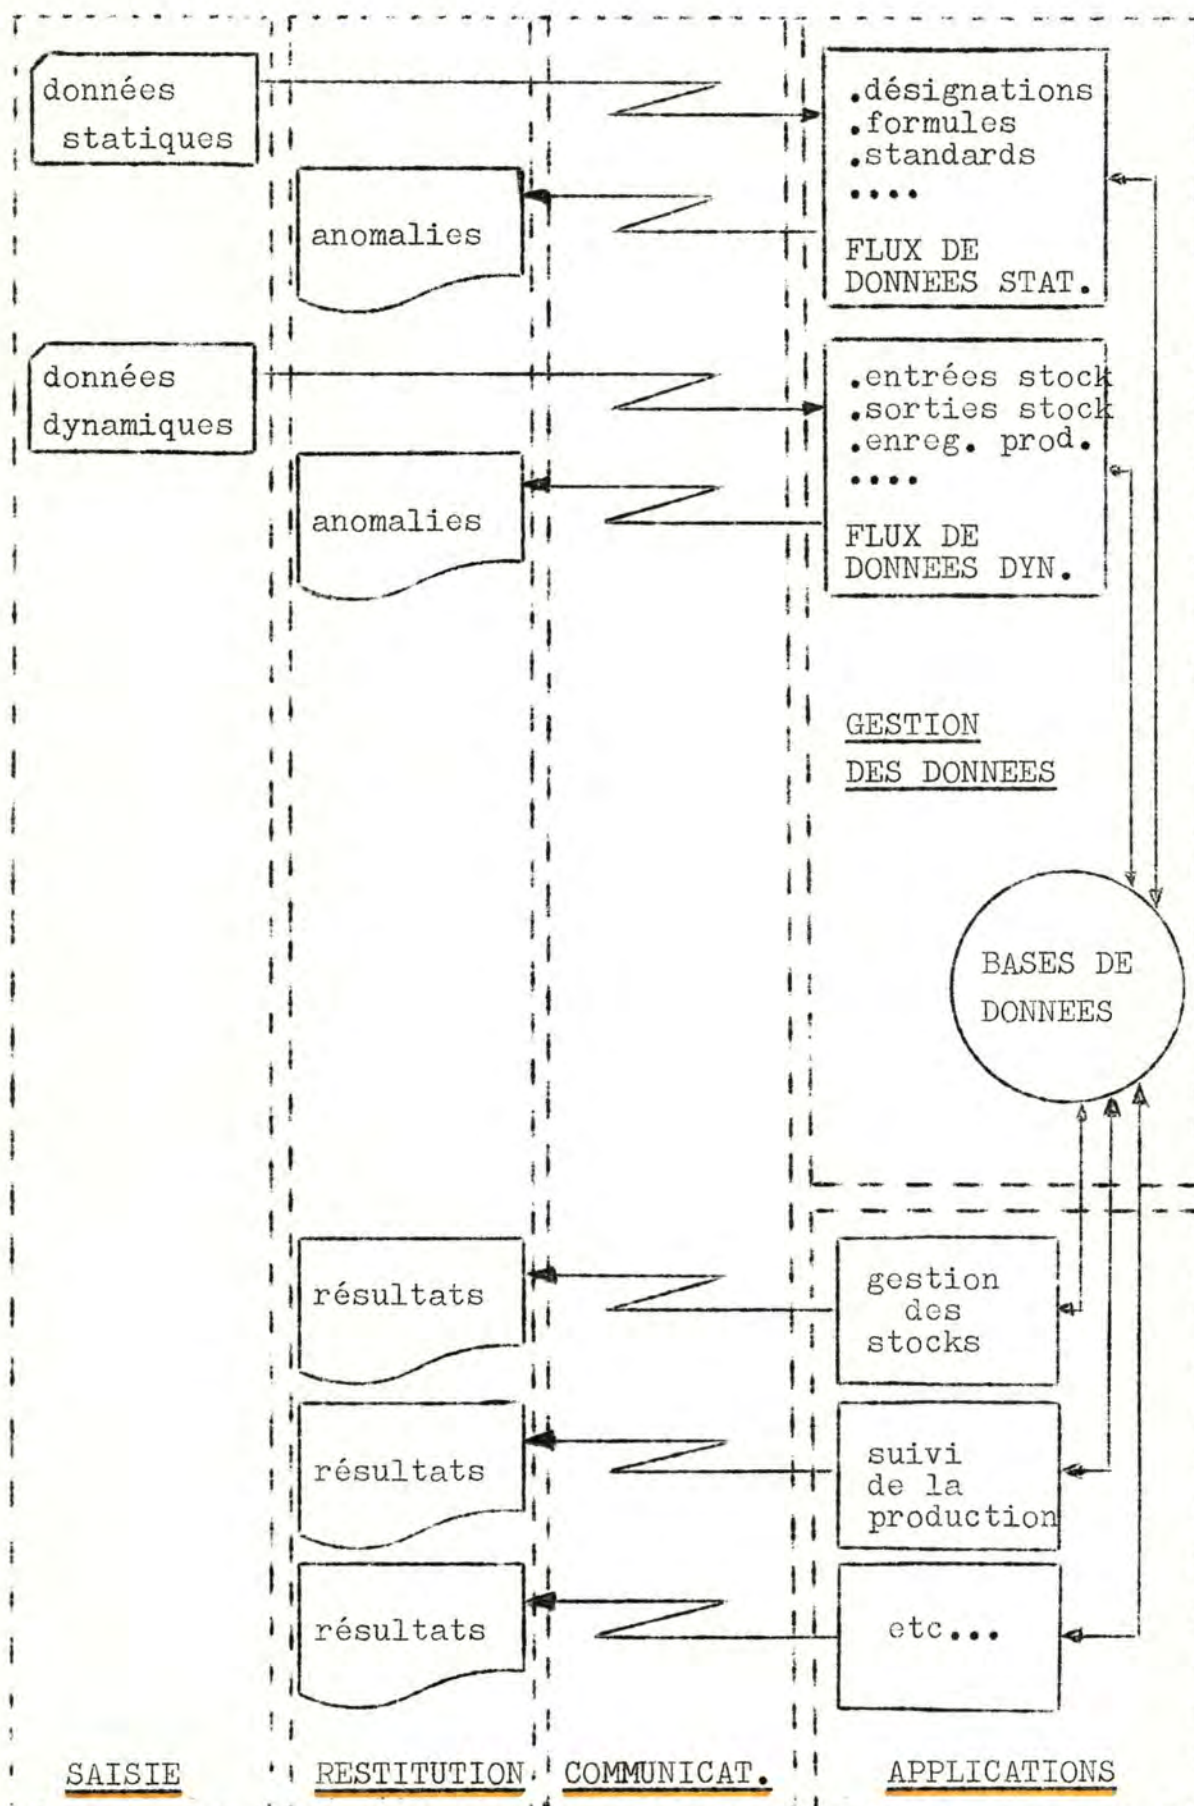 données
statiques
.désignations
.formules
.standards
....
FLUX DE
DONNEES STAT.
anomalies
données
dynamiques
.entrées stock
.sorties stock
.enreg. prod.
....
FLUX DE
DONNEES DYN.
anomalies
GESTION
DES DONNEES
BASES DE
DONNEES
résultats
gestion
des
stocks
résultats
suivi
de la
production
résultats
etc...
SAISIE
RESTITUTION
COMMUNICAT.
APPLICATIONS